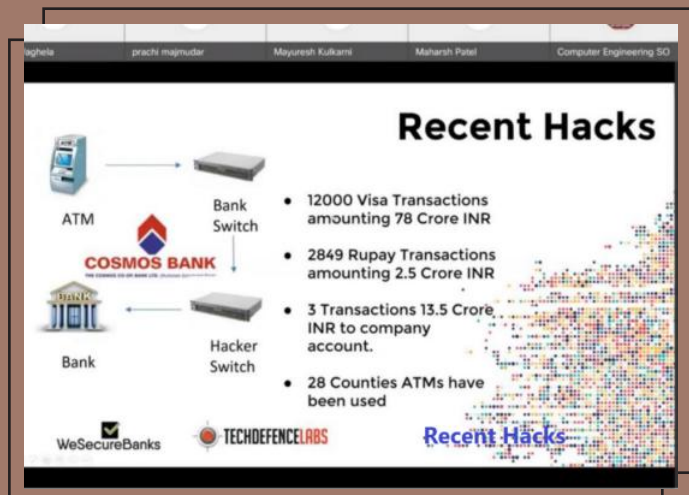 aghela
prachi majmudar
Mayuresh Kulkarni
Maharsh Patel
Computer Engineering SO
Recent Hacks
ATM
Bank
Switch
COSMOS BANK
BANK
Bank
Hacker
Switch
• 12000 Visa Transactions
amounting 78 Crore INR
• 2849 Rupay Transactions
amounting 2.5 Crore INR
• 3 Transactions 13.5 Crore
INR to company
account.
• 28 Counties ATMs have
been used
WeSecureBanks
TECHDEFENCELABS
Recent Hacks